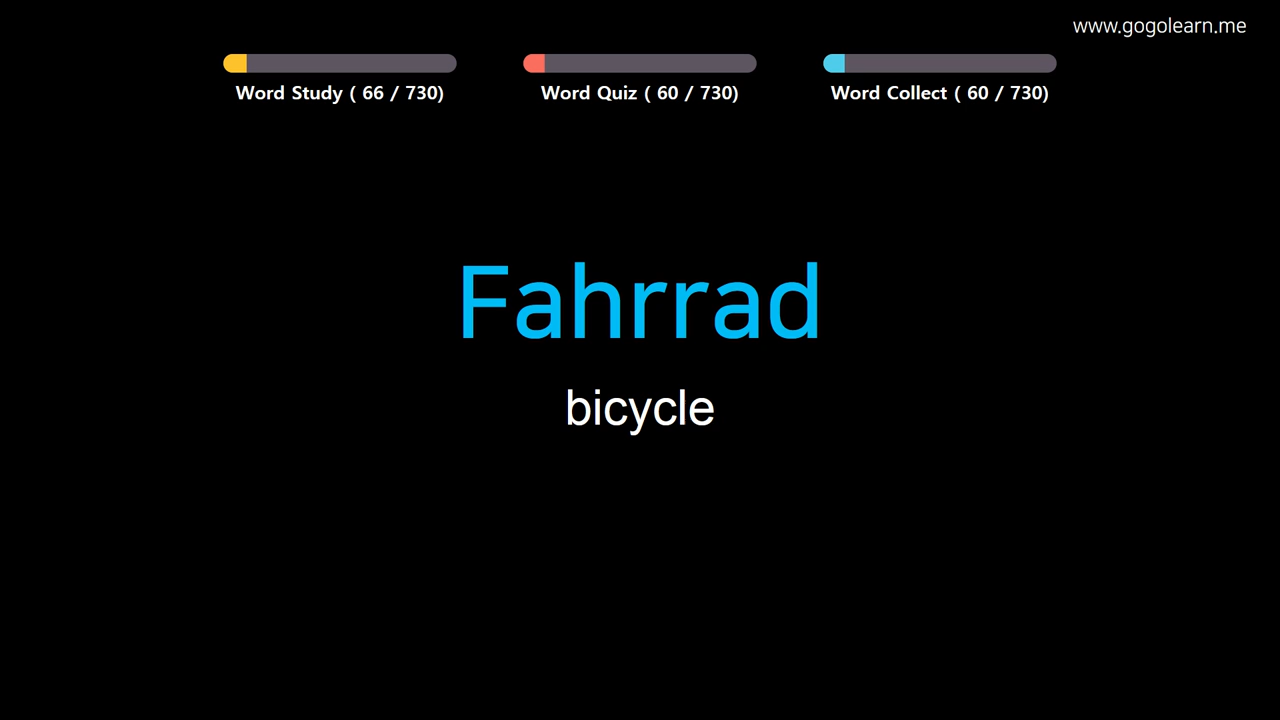 www.gogolearn.me
Word Study ( 66 / 730)
Word Quiz ( 60 / 730)
Word Collect ( 60 / 730)
Fahrrad
bicycle